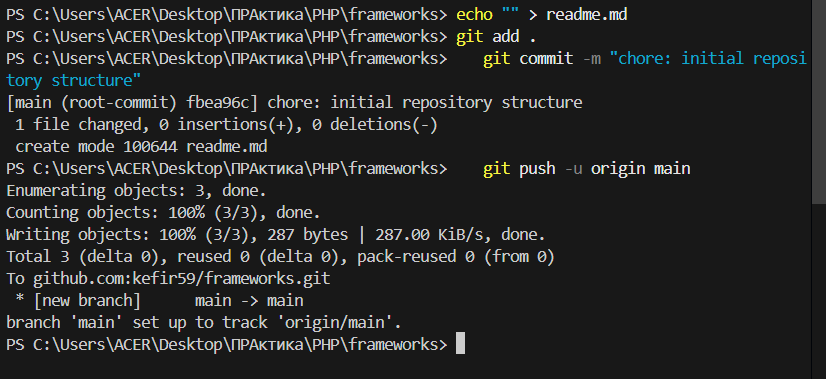 PS C:\Users\ACER\Desktop\ПРАктика\PHP\frameworks> echo "" > readme.md
PS C:\Users\ACER\Desktop\ПРАктика\PHP\frameworks> git add .
PS C:\Users\ACER\Desktop\ПРАктика\PHP\frameworks>    git commit -m "chore: initial reposi
tory structure"
[main (root-commit) fbea96c] chore: initial repository structure
 1 file changed, 0 insertions(+), 0 deletions(-)
 create mode 100644 readme.md
PS C:\Users\ACER\Desktop\ПРАктика\PHP\frameworks>    git push -u origin main
Enumerating objects: 3, done.
Counting objects: 100% (3/3), done.
Writing objects: 100% (3/3), 287 bytes | 287.00 KiB/s, done.
Total 3 (delta 0), reused 0 (delta 0), pack-reused 0 (from 0)
To github.com:kefir59/frameworks.git
 * [new branch]      main -> main
branch 'main' set up to track 'origin/main'.
PS C:\Users\ACER\Desktop\ПРАктика\PHP\frameworks>